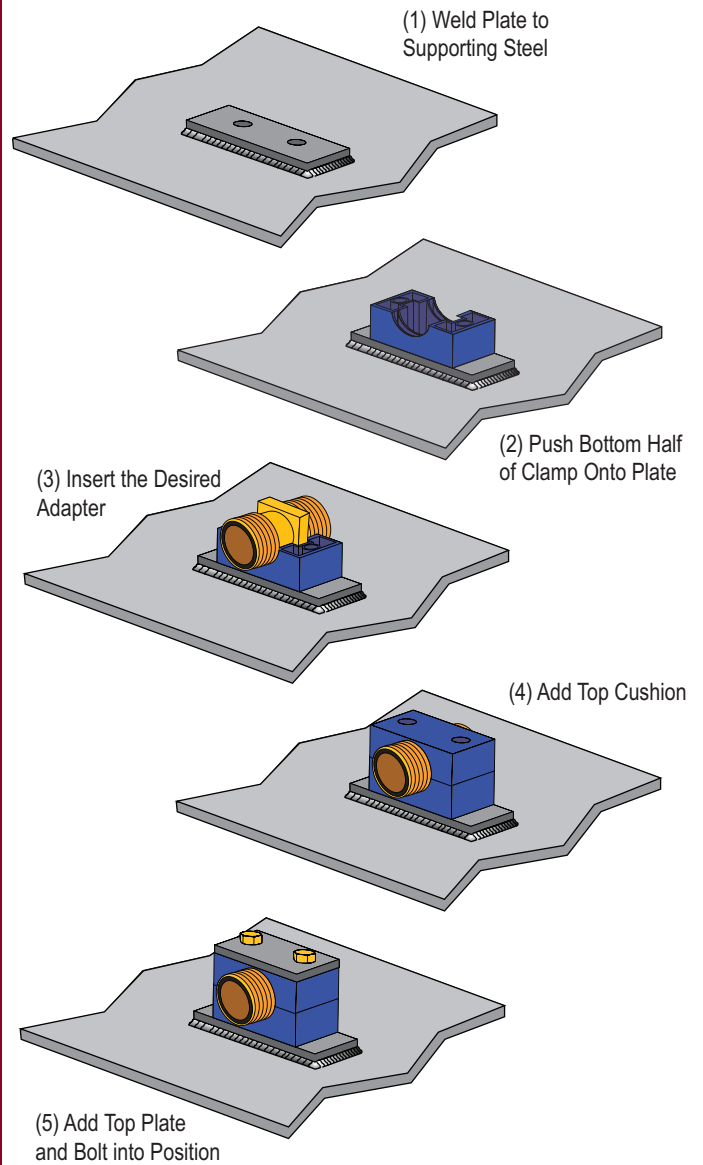 (1) Weld Plate to
Supporting Steel
(2) Push Bottom Half
of Clamp Onto Plate
(3) Insert the Desired
Adapter
(4) Add Top Cushion
(5) Add Top Plate
and Bolt into Position